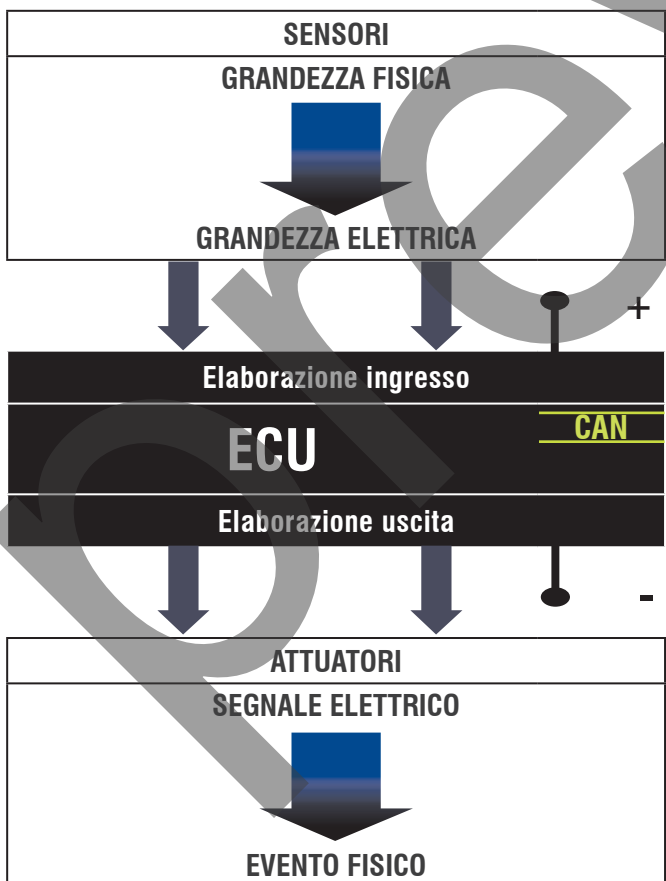 SENSORI
GRANDEZZA FISICA
GRANDEZZA ELETTRICA
+
Elaborazione ingresso
ECU
CAN
Elaborazione uscita
-
ATTUATORI
SEGNALE ELETTRICO
EVENTO FISICO